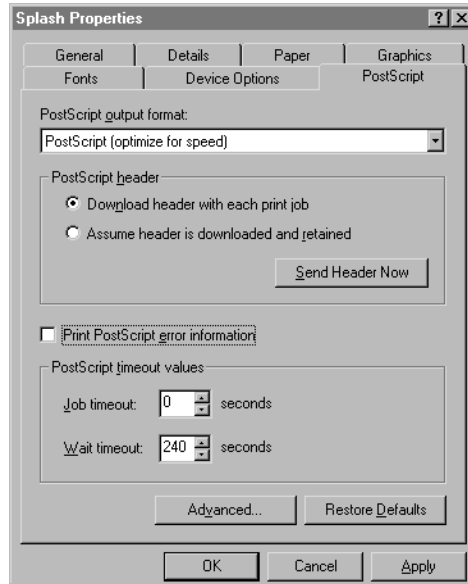 Splash Properties
General Details Paper Graphics
Fonts Device Options PostScript
PostScript output format:
PostScript (optimize for speed)
PostScript header
Download header with each print job
Assume header is downloaded and retained
Send Header Now
Print PostScript error information
PostScript timeout values
Job timeout: 0 seconds
Wait timeout: 240 seconds
Advanced... Restore Defaults
OK Cancel Apply